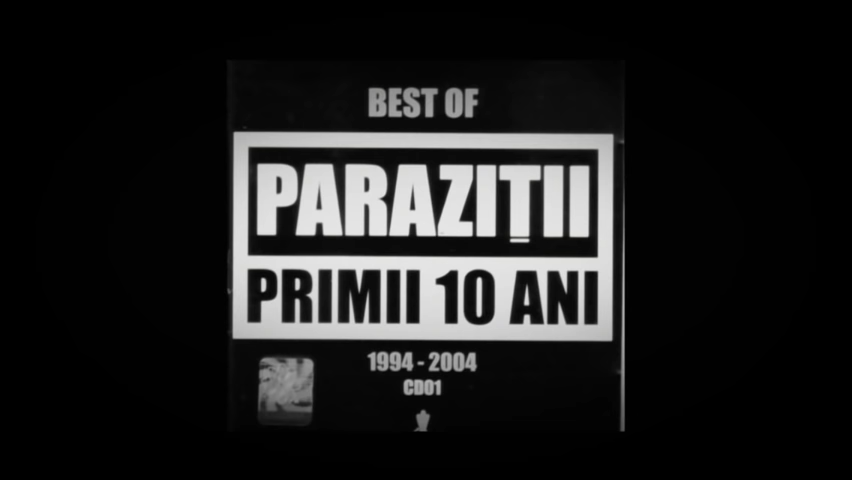 BEST OF
PARAZIȚII
PRIMII 10 ANI
1994 - 2004
CD01